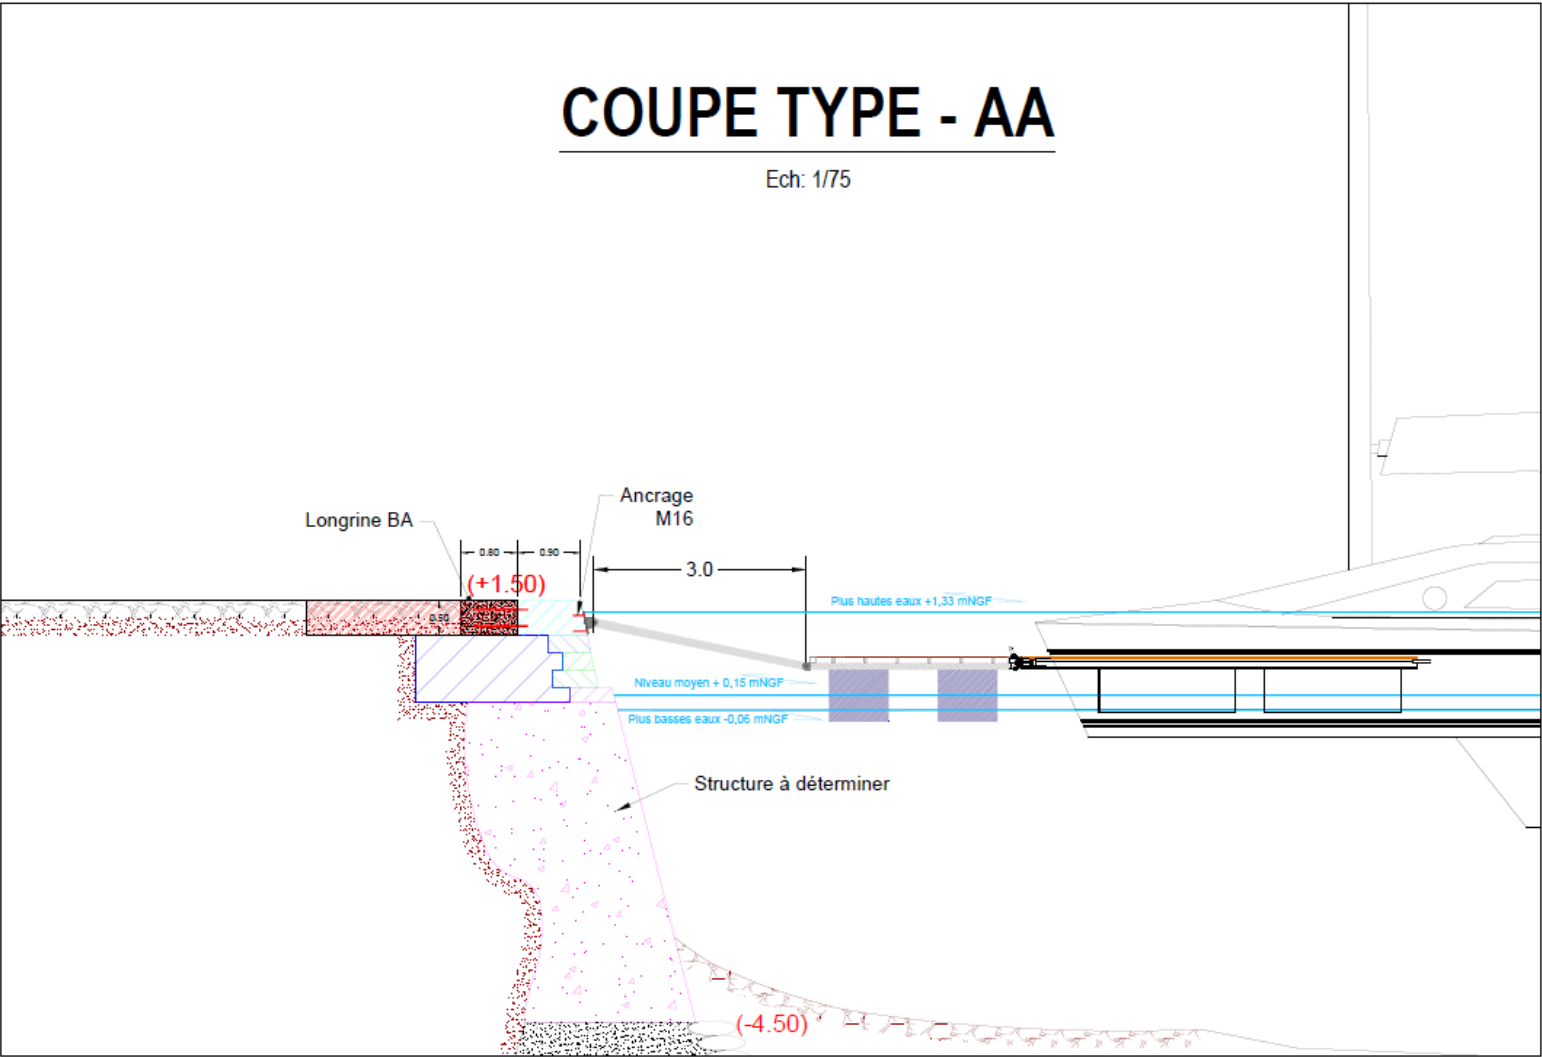 COUPE TYPE - AA
Ech: 1/75
Ancrage
M16
Longrine BA
0.80
0.90
3.0
(+1.50)
Plus hautes eaux +1,33 mNGF
0.50
Niveau moyen + 0,15 mNGF
Plus basses eaux -0,06 mNGF
Structure à déterminer
(-4.50)